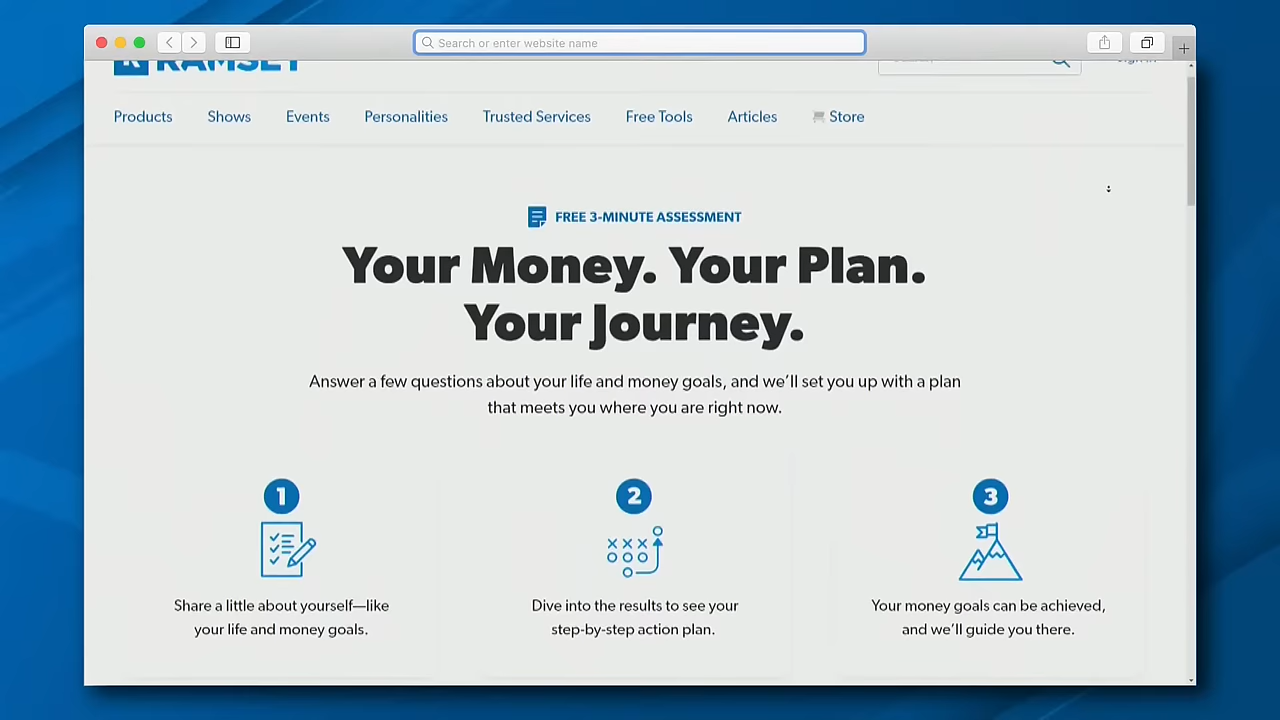 Search or enter website name
RAMSEY
Products Shows Events Personalities Trusted Services Free Tools Articles Store
FREE 3-MINUTE ASSESSMENT
Your Money. Your Plan.
Your Journey.
Answer a few questions about your life and money goals, and we’ll set you up with a plan
that meets you where you are right now.
1
Share a little about yourself—like
your life and money goals.
2
Dive into the results to see your
step-by-step action plan.
3
Your money goals can be achieved,
and we’ll guide you there.